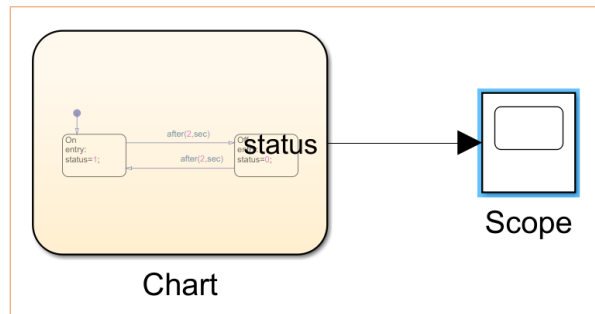 after(2,sec)
On
entry:
status=1;
status
status=0;
after(2,sec)
Chart
Scope